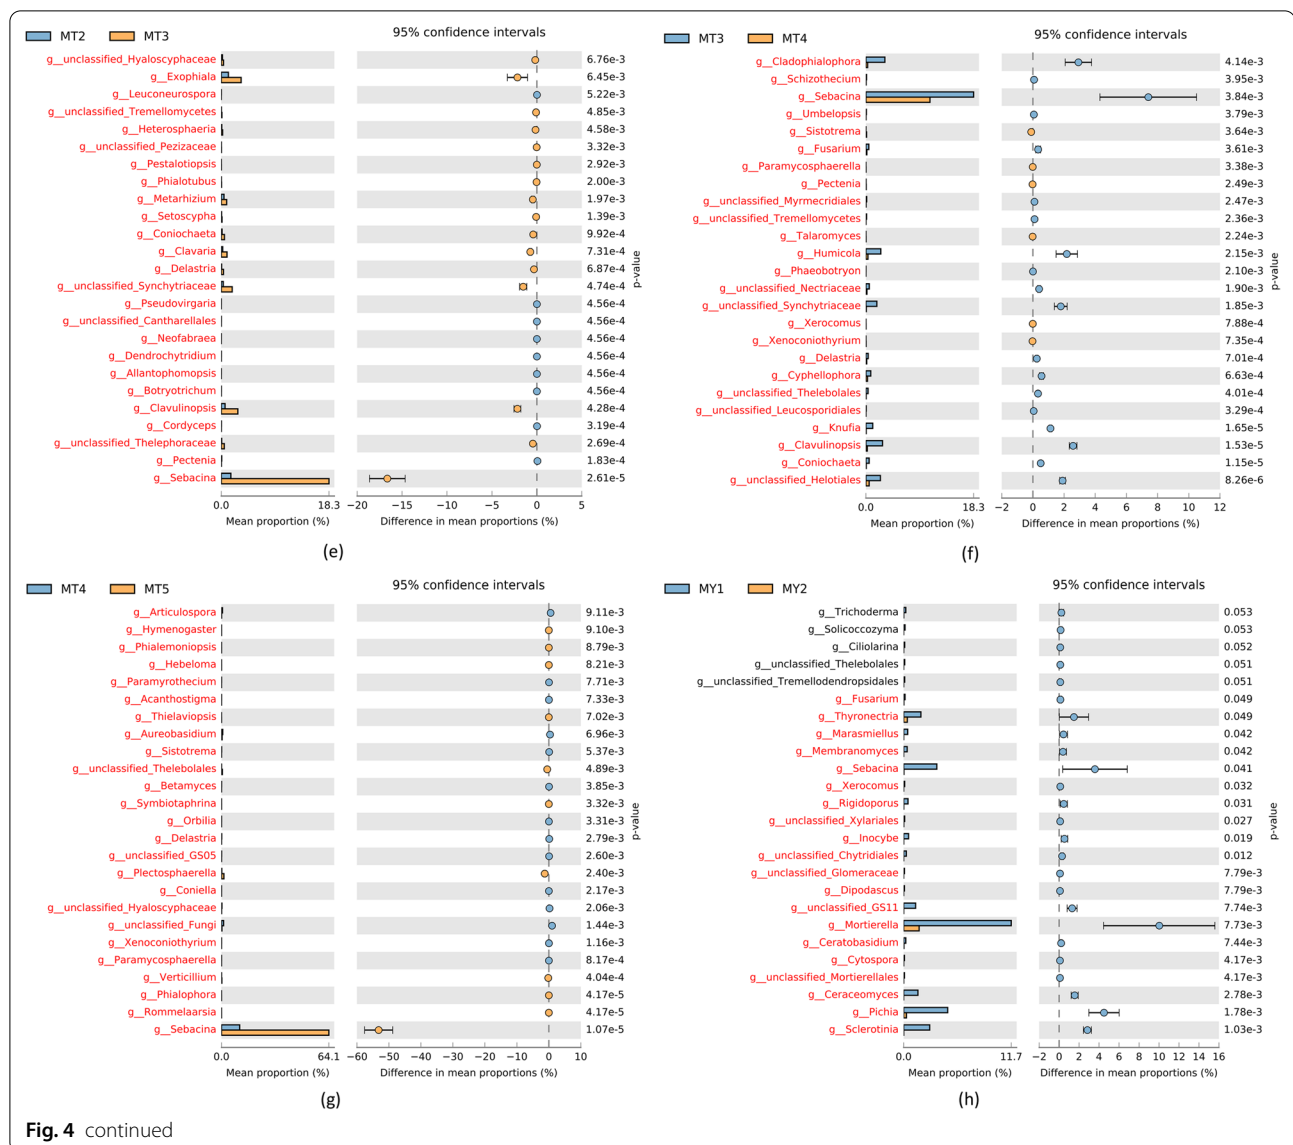 MT2 MT3 95% confidence intervals
g__unclassified_Hyaloscyphaceae 6.76e-3
g__Exophiala 6.45e-3
g__Leuconeurospora 5.22e-3
g__unclassified_Tremellomycetes 4.85e-3
g__Heterosphaeria 4.58e-3
g__unclassified_Pezizaceae 3.32e-3
g__Pestalotiopsis 2.92e-3
g__Phialotubus 2.00e-3
g__Metarhizium 1.97e-3
g__Setoscypha 1.39e-3
g__Coniochaeta 9.92e-4
g__Clavaria 7.31e-4
g__Delastria 6.87e-4
g__unclassified_Synchytriaceae 4.74e-4
g__Pseudovirgaria 4.56e-4
g__unclassified_Cantharellales 4.56e-4
g__Neofabraea 4.56e-4
g__Dendrochytridium 4.56e-4
g__Allantophomopsis 4.56e-4
g__Botryotrichum 4.56e-4
g__Clavulinopsis 4.28e-4
g__Cordyceps 3.19e-4
g__unclassified_Thelephoraceae 2.69e-4
g__Pectenia 1.83e-4
g__Sebacina 2.61e-5
p-value
0.0 18.3 −20 −15 −10 −5 0 5
Mean proportion (%) Difference in mean proportions (%)
(e)
MT3 MT4 95% confidence intervals
g__Cladophialophora 4.14e-3
g__Schizothecium 3.95e-3
g__Sebacina 3.84e-3
g__Umbelopsis 3.79e-3
g__Sistotrema 3.64e-3
g__Fusarium 3.61e-3
g__Paramycosphaerella 3.38e-3
g__Pectenia 2.49e-3
g__unclassified_Myrmecridiales 2.47e-3
g__unclassified_Tremellomycetes 2.36e-3
g__Talaromyces 2.24e-3
g__Humicola 2.15e-3
g__Phaeobotryon 2.10e-3
g__unclassified_Nectriaceae 1.90e-3
g__unclassified_Synchytriaceae 1.85e-3
g__Xerocomus 7.88e-4
g__Xenoconiothyrium 7.35e-4
g__Delastria 7.01e-4
g__Cyphellophora 6.63e-4
g__unclassified_Thelebolales 4.01e-4
g__unclassified_Leucosporidiales 3.29e-4
g__Knufia 1.65e-5
g__Clavulinopsis 1.53e-5
g__Coniochaeta 1.15e-5
g__unclassified_Helotiales 8.26e-6
p-value
0.0 18.3 −2 0 2 4 6 8 10 12
Mean proportion (%) Difference in mean proportions (%)
(f)
MT4 MT5 95% confidence intervals
g__Articulospora 9.11e-3
g__Hymenogaster 9.10e-3
g__Phialemoniopsis 8.79e-3
g__Hebeloma 8.21e-3
g__Paramyrothecium 7.71e-3
g__Acanthostigma 7.33e-3
g__Thielaviopsis 7.02e-3
g__Aureobasidium 6.96e-3
g__Sistotrema 5.37e-3
g__unclassified_Thelebolales 4.89e-3
g__Betamyces 3.85e-3
g__Symbiotaphrina 3.32e-3
g__Orbilia 3.31e-3
g__Delastria 2.79e-3
g__unclassified_GS05 2.60e-3
g__Plectosphaerella 2.40e-3
g__Coniella 2.17e-3
g__unclassified_Hyaloscyphaceae 2.06e-3
g__unclassified_Fungi 1.44e-3
g__Xenoconiothyrium 1.16e-3
g__Paramycosphaerella 8.17e-4
g__Verticillium 4.04e-4
g__Phialophora 4.17e-5
g__Rommelaarsia 4.17e-5
g__Sebacina 1.07e-5
p-value
0.0 64.1 −60 −50 −40 −30 −20 −10 0 10
Mean proportion (%) Difference in mean proportions (%)
(g)
MY1 MY2 95% confidence intervals
g__Trichoderma 0.053
g__Solicoccozyma 0.053
g__Ciliolarina 0.052
g__unclassified_Thelebolales 0.051
g__unclassified_Tremellodendropsidales 0.051
g__Fusarium 0.049
g__Thyronectria 0.049
g__Marasmiellus 0.042
g__Membranomyces 0.042
g__Sebacina 0.041
g__Xerocomus 0.032
g__Rigidoporus 0.031
g__unclassified_Xylariales 0.027
g__Inocybe 0.019
g__unclassified_Chytridiales 0.012
g__unclassified_Glomeraceae 7.79e-3
g__Dipodascus 7.79e-3
g__unclassified_GS11 7.74e-3
g__Mortierella 7.73e-3
g__Ceratobasidium 7.44e-3
g__Cytospora 4.17e-3
g__unclassified_Mortierellales 4.17e-3
g__Ceraceomyces 2.78e-3
g__Pichia 1.78e-3
g__Sclerotinia 1.03e-3
p-value
0.0 11.7 −2 0 2 4 6 8 10 12 14 16
Mean proportion (%) Difference in mean proportions (%)
(h)
Fig. 4 continued